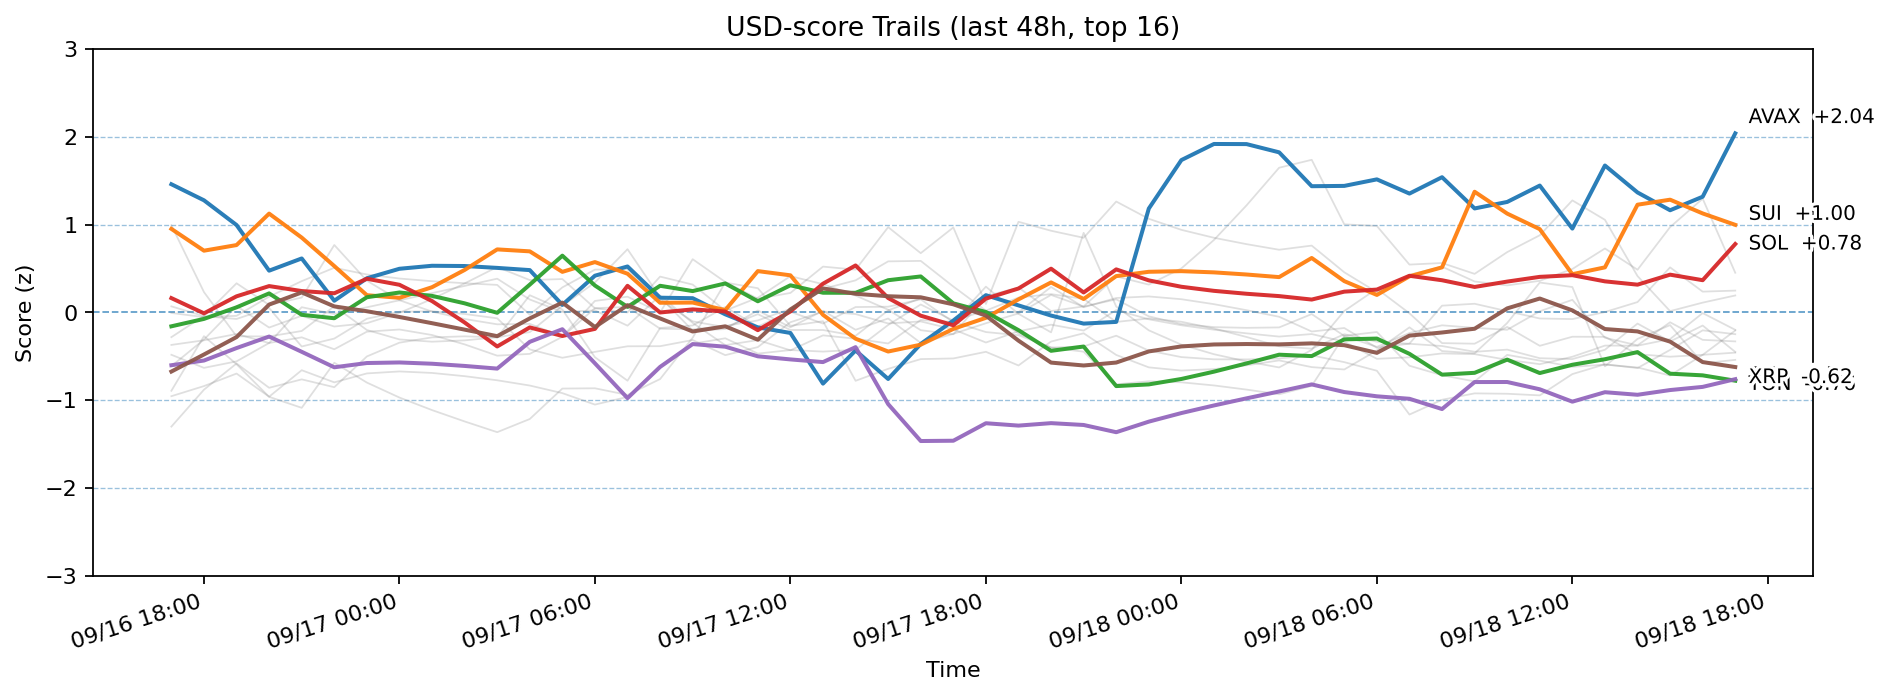 USD-score Trails (last 48h, top 16)
3
2
1
0
−1
−2
−3
Score (z)
AVAX +2.04
SUI +1.00
SOL +0.78
XRP -0.62
09/16 18:00
09/17 00:00
09/17 06:00
09/17 12:00
09/17 18:00
09/18 00:00
09/18 06:00
09/18 12:00
09/18 18:00
Time